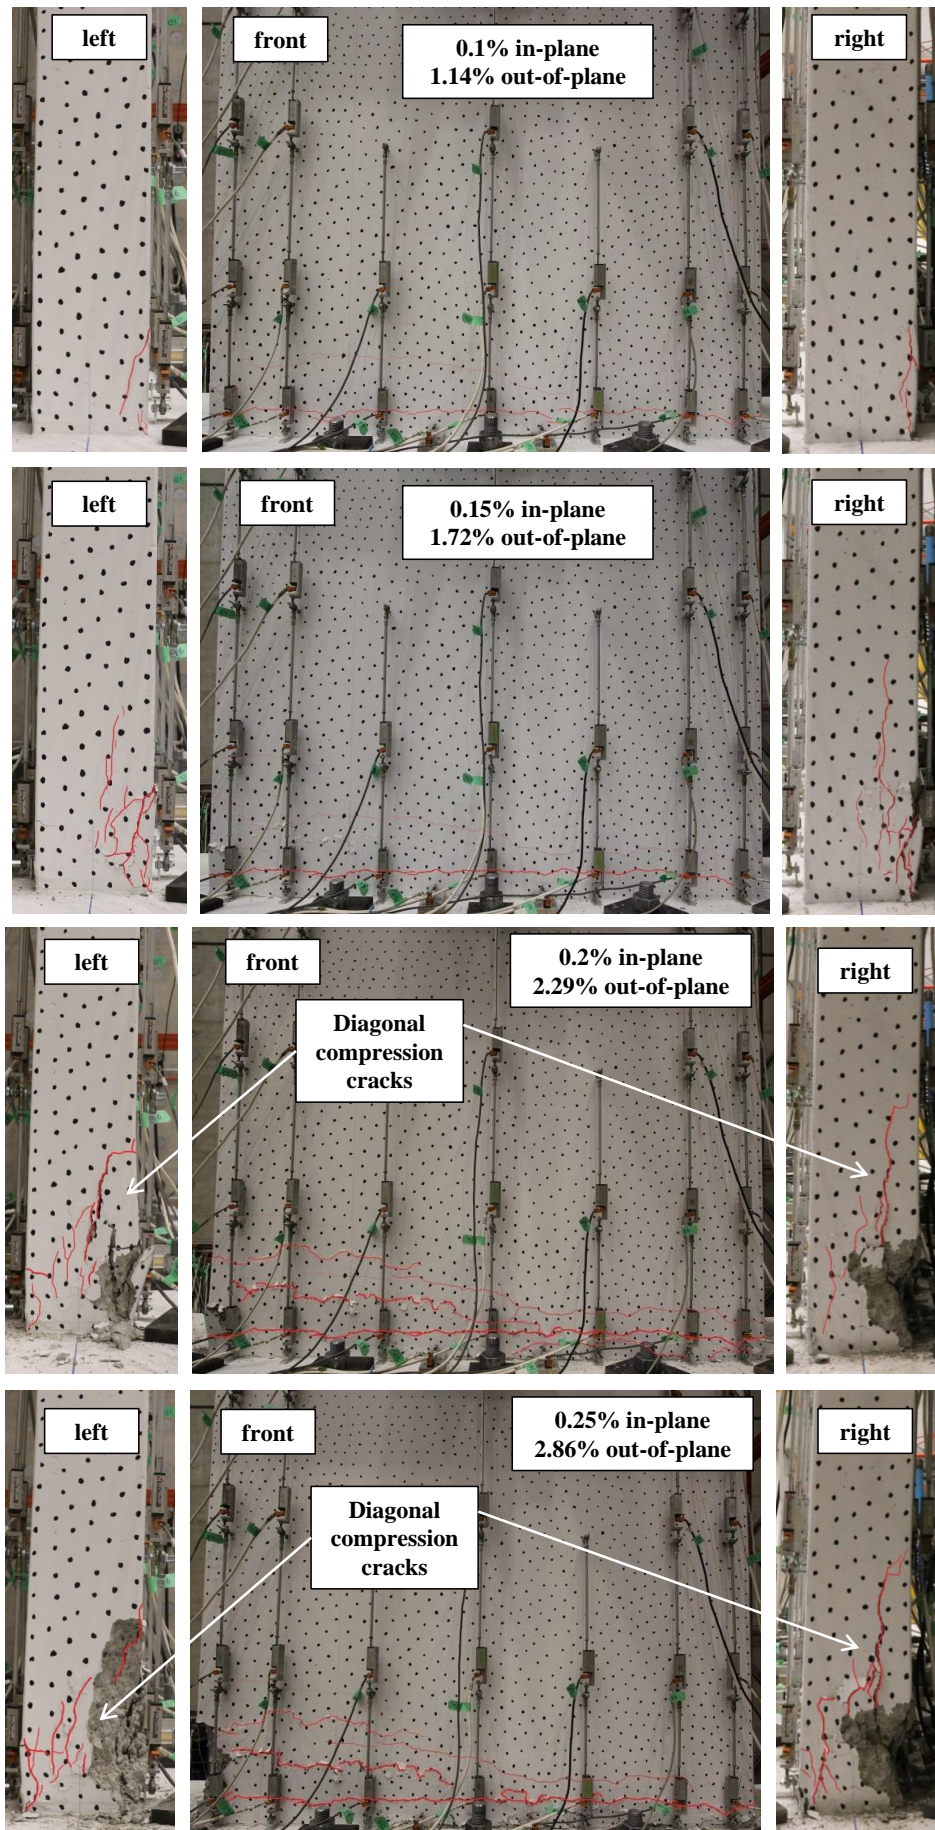 left
front
0.1% in-plane
1.14% out-of-plane
right
left
front
0.15% in-plane
1.72% out-of-plane
right
left
front
0.2% in-plane
2.29% out-of-plane
right
Diagonal
compression
cracks
left
front
0.25% in-plane
2.86% out-of-plane
right
Diagonal
compression
cracks